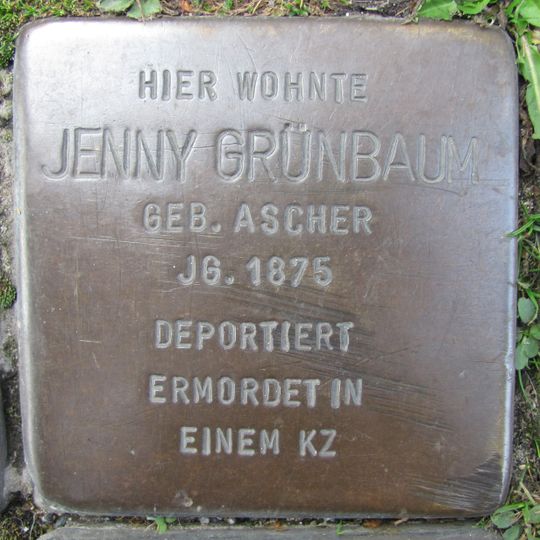 HIER WOHNTE
JENNY GRÜNBAUM
GEB. ASCHER
JG. 1875
DEPORTIERT
ERMORDET IN
EINEM KZ